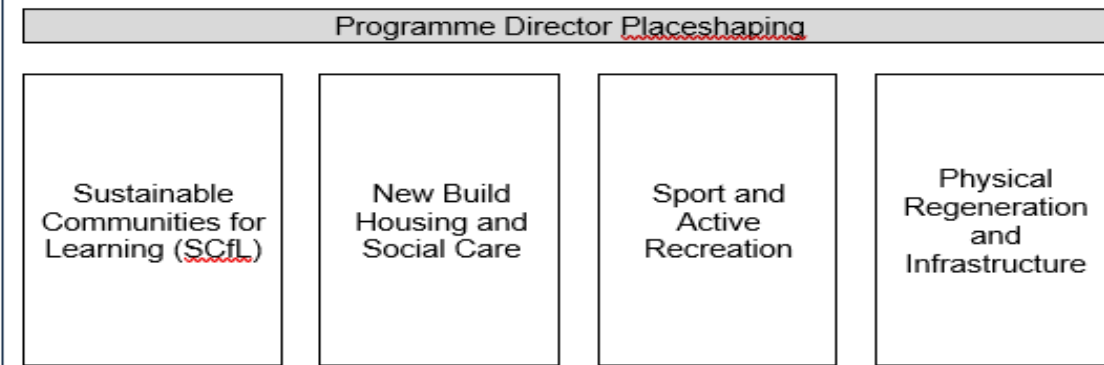 Programme Director Placeshaping
Sustainable
Communities for
Learning (SCfL)
New Build
Housing and
Social Care
Sport and
Active
Recreation
Physical
Regeneration
and
Infrastructure